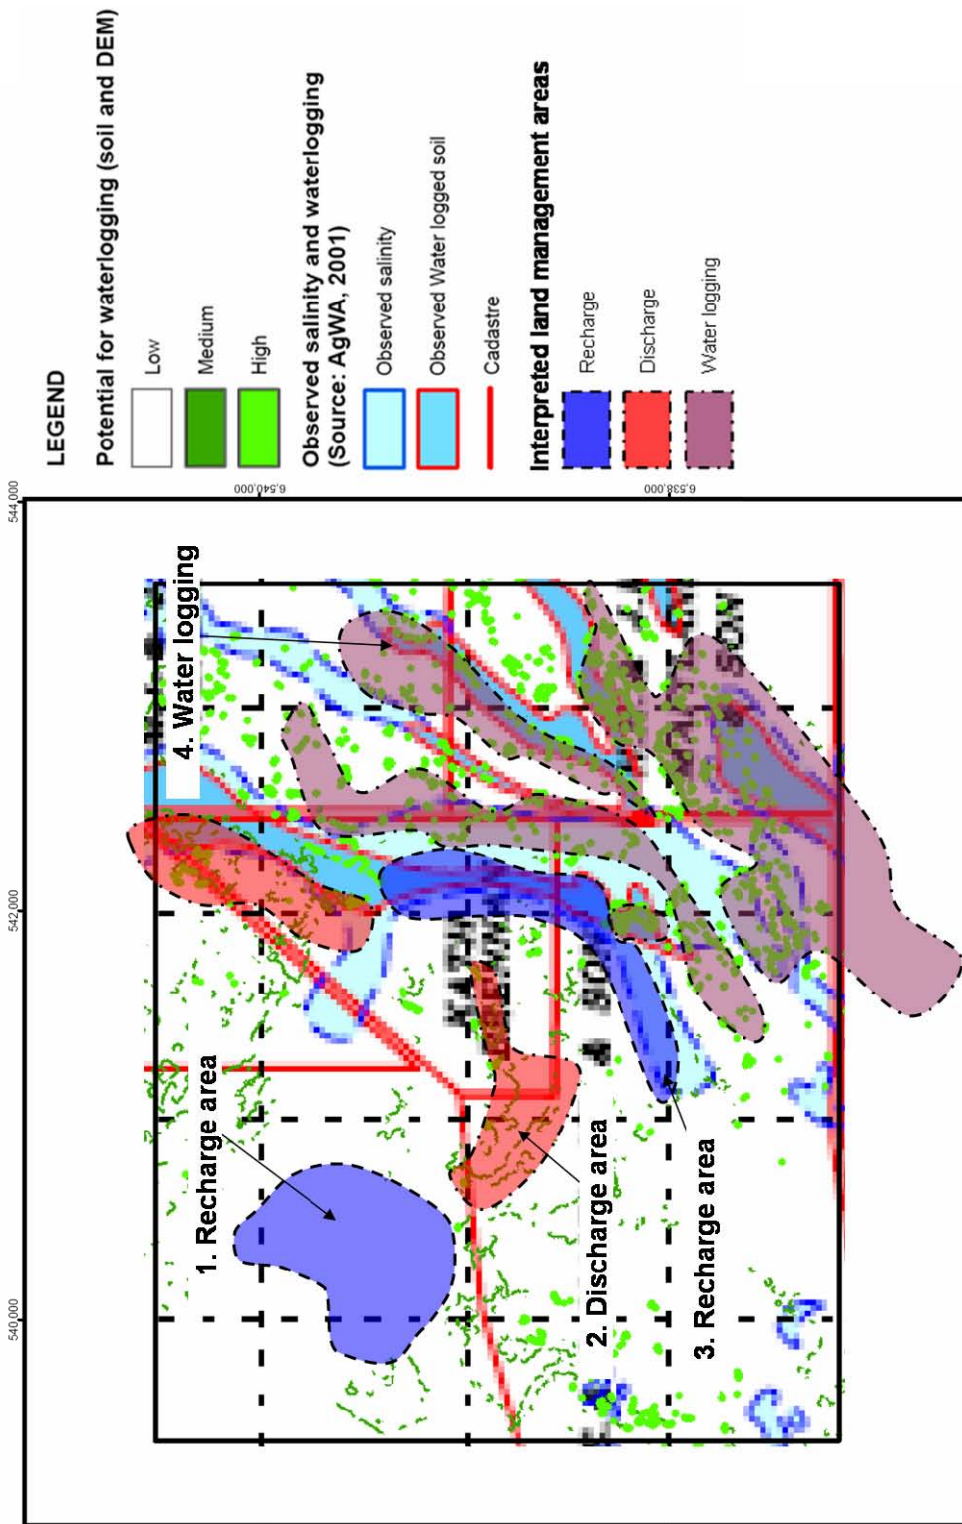 544,000
542,000
540,000
6,540,000
6,538,000
1. Recharge area
2. Discharge area
3. Recharge area
4. Water logging
LEGEND
Potential for waterlogging (soil and DEM)
Low
Medium
High
Observed salinity and waterlogging
(Source: AgWA, 2001)
Observed salinity
Observed Water logged soil
Cadastre
Interpreted land management areas
Recharge
Discharge
Water logging